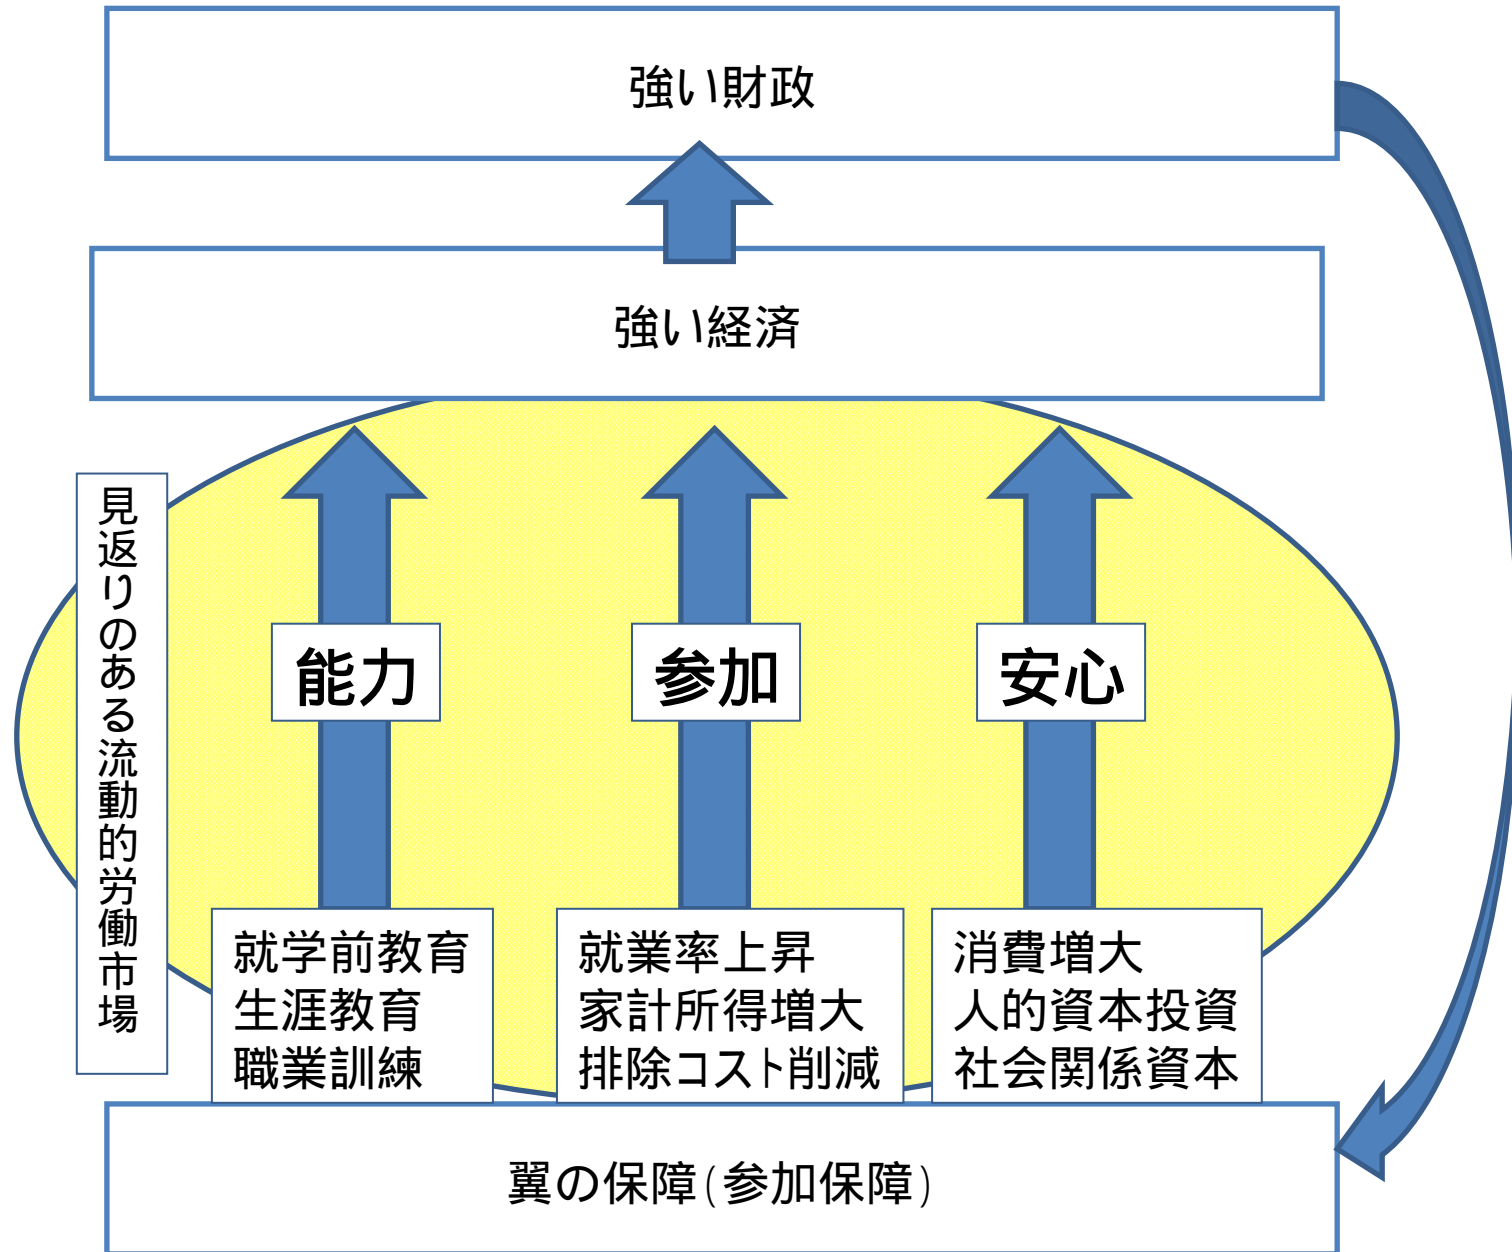 強い財政
強い経済
見返りのある流動的労働市場
能力
参加
安心
就学前教育
生涯教育
職業訓練
就業率上昇
家計所得増大
排除コスト削減
消費増大
人的資本投資
社会関係資本
翼の保障(参加保障)